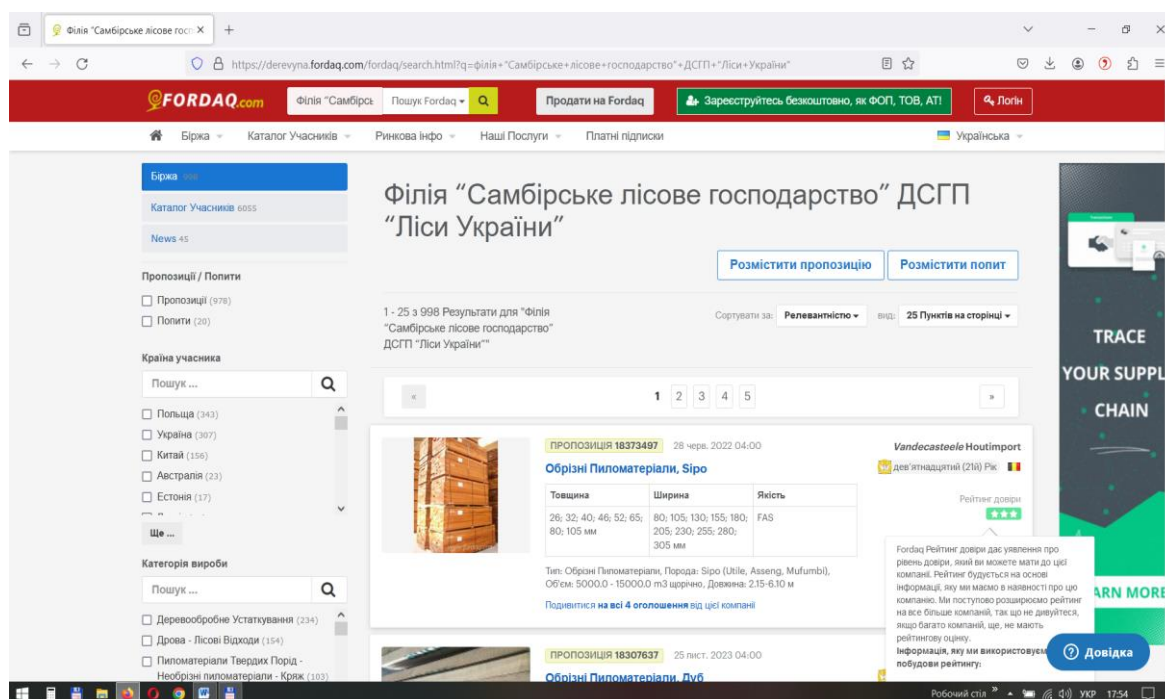 Філія "Самбірське лісове госп
https://derevyna.fordaq.com/fordaq/search.html?q=філія+"Самбірське+лісове+господарство"+ДСГП+"Ліси+України"
FORDAQ.com
Філія "Самбірсь
Пошук Fordaq
Продати на Fordaq
Зареєструйтесь безкоштовно, як ФОП, ТОВ, АТ!
Логін
Біржа
Каталог Учасників
Ринкова інфо
Наші Послуги
Платні підписки
Українська
Біржа 998
Каталог Учасників 6055
News 45
Пропозиції / Попити
Пропозиції (978)
Попити (20)
Країна учасника
Пошук ...
Польща (343)
Україна (307)
Китай (156)
Австралія (23)
Естонія (17)
Ще ...
Категорія вироби
Пошук ...
Деревообробне Устаткування (234)
Дрова - Лісові Відходи (154)
Пиломатеріали Твердих Порід -
Необрізні пиломатеріали - Кряж (103)
Філія "Самбірське лісове господарство" ДСГП
"Ліси України"
Розмістити пропозицію
Розмістити попит
1 - 25 з 998 Результати для "Філія
"Самбірське лісове господарство"
ДСГП "Ліси України""
Сортувати за: Релевантністю
вид: 25 Пунктів на сторінці
« 1 2 3 4 5 »
ПРОПОЗИЦІЯ 18373497 28 черв. 2022 04:00
Обрізні Пиломатеріали, Sipo
Товщина Ширина Якість
26; 32; 40; 46; 52; 65; 80; 105; 130; 155; 180; FAS
80; 105 мм 205; 230; 255; 280;
305 мм
Тип: Обрізні Пиломатеріали, Порода: Sipo (Utile, Asseng, Mufumbi),
Об'єм: 5000.0 - 15000.0 m3 щорічно, Довжина: 2.15-6.10 м
Подивитися на всі 4 оголошення від цієї компанії
Vandecasteele Houtimport
дев'ятнадцятий (21й) Рік
Рейтинг довіри
Fordaq Рейтинг довіри дає уявлення про
рівень довіри, який ви можете мати до цієї
компанії. Рейтинг будується на основі
інформації, яку ми маємо в наявності про цю
компанію. Ми поступово розширюємо рейтинг
на все більше компаній, так що не дивуйтеся,
якщо багато компаній, ще, не мають
рейтингову оцінку.
Інформація, яку ми використовуєм
побудови рейтингу:
ПРОПОЗИЦІЯ 18307637 25 лист. 2023 04:00
Обрізні Пиломатеріали, Дуб
TRACE
YOUR SUPPL
CHAIN
ARN MORE
Довідка
Робочий стіл
УКР 17:54